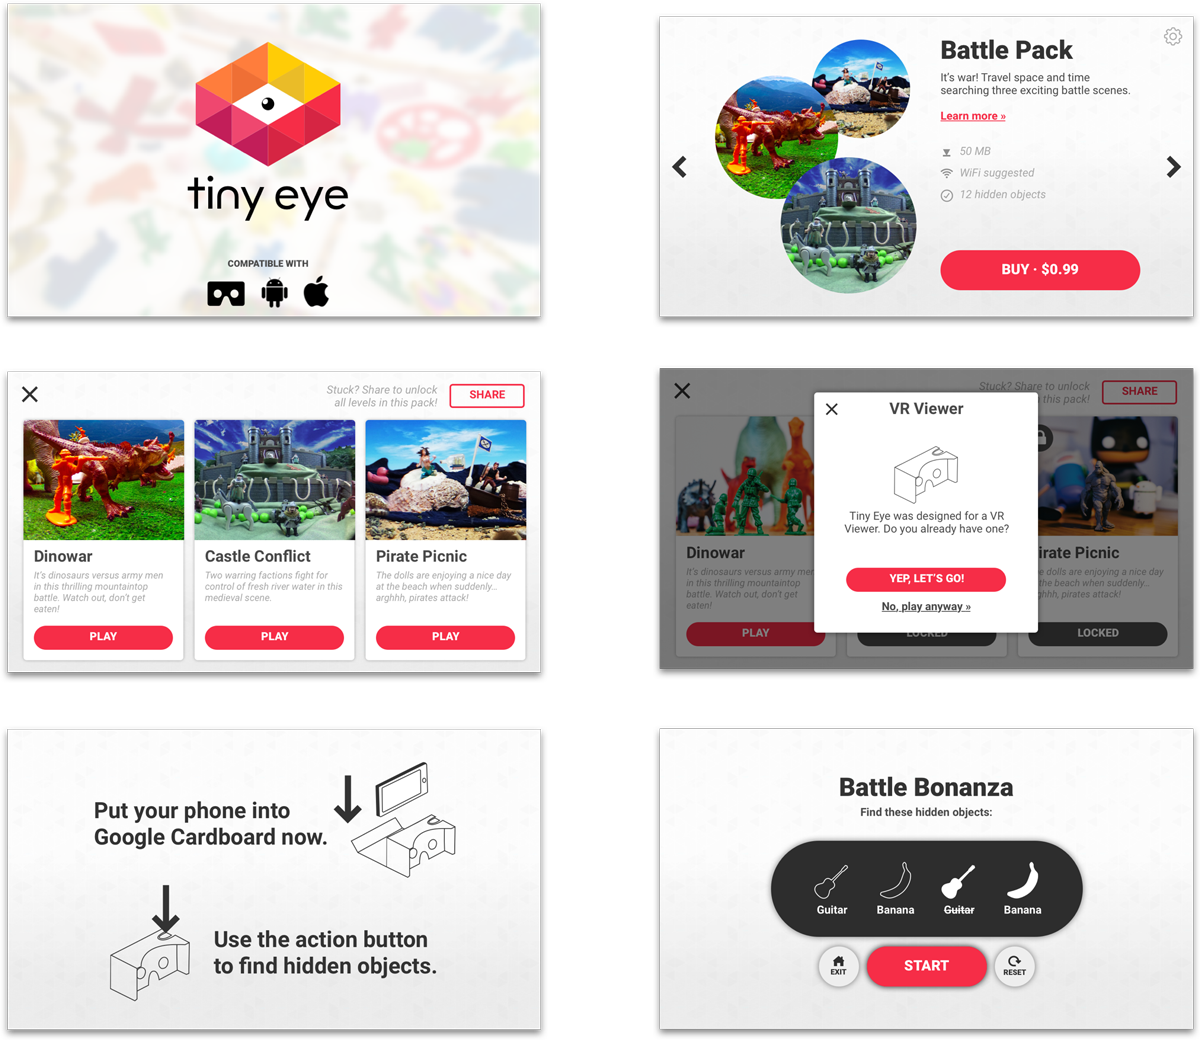 tiny eye
COMPATIBLE WITH
Battle Pack
It's war! Travel space and time
searching three exciting battle scenes.
Learn more »
50 MB
WiFi suggested
12 hidden objects
BUY · $0.99
Stuck? Share to unlock
all levels in this pack!
SHARE
Dinowar
It's dinosaurs versus army men
in this thrilling mountaintop
battle. Watch out, don't get
eaten!
PLAY
Castle Conflict
Two warring factions fight for
control of fresh river water in this
medieval scene.
PLAY
Pirate Picnic
The dolls are enjoying a nice day
at the beach when suddenly...
arghhh, pirates attack!
PLAY
Stuck? Share to unlock
this pack!
SHARE
VR Viewer
Tiny Eye was designed for a VR
Viewer. Do you already have one?
YEP, LET'S GO!
No, play anyway »
Dinowar
It's dinosaurs versus army men
in this thrilling mountaintop
battle. Watch out, don't get
eaten!
PLAY
LOCKED
irate Picnic
he dolls are enjoying a nice day
t the beach when suddenly...
rghhh, pirates attack!
LOCKED
Put your phone into
Google Cardboard now.
Use the action button
to find hidden objects.
Battle Bonanza
Find these hidden objects:
Guitar
Banana
Guitar
Banana
EXIT
START
RESET